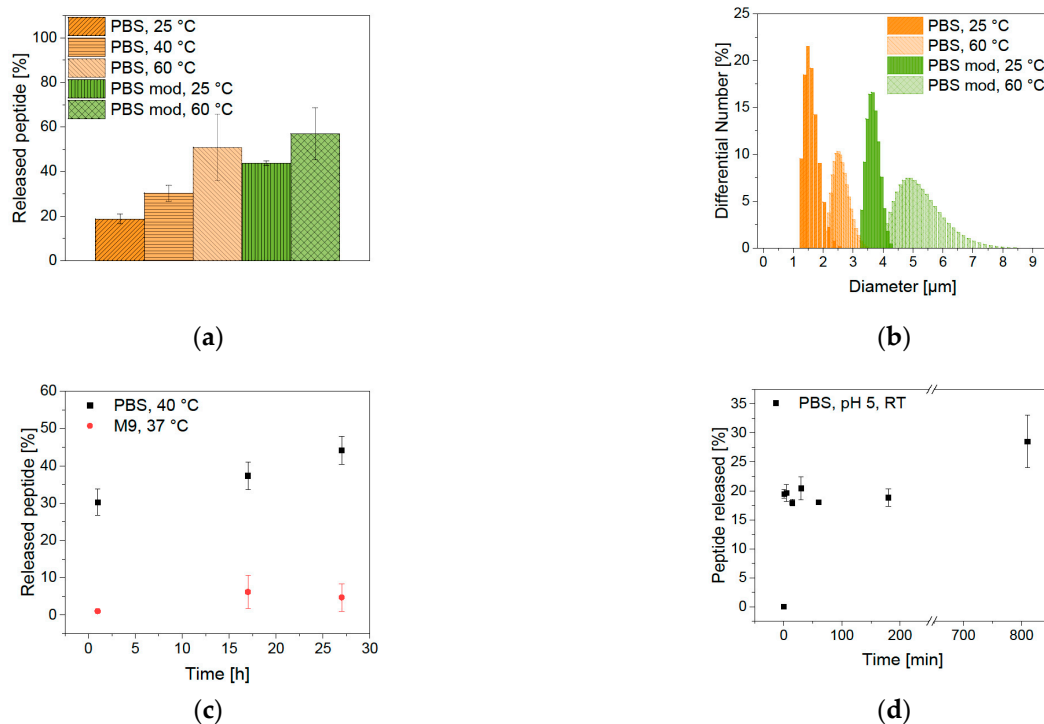 PBS, 25 °C
PBS, 40 °C
PBS, 60 °C
PBS mod, 25 °C
PBS mod, 60 °C
Released peptide [%]
100
80
60
40
20
0
(a)
PBS, 25 °C
PBS, 60 °C
PBS mod, 25 °C
PBS mod, 60 °C
Differential Number [%]
25
20
15
10
5
0
0 1 2 3 4 5 6 7 8 9
Diameter [µm]
(b)
PBS, 40 °C
M9, 37 °C
Released peptide [%]
60
50
40
30
20
10
0
0 5 10 15 20 25 30
Time [h]
(c)
PBS, pH 5, RT
Peptide released [%]
35
30
25
20
15
10
5
0
0 100 200 700 800
Time [min]
(d)